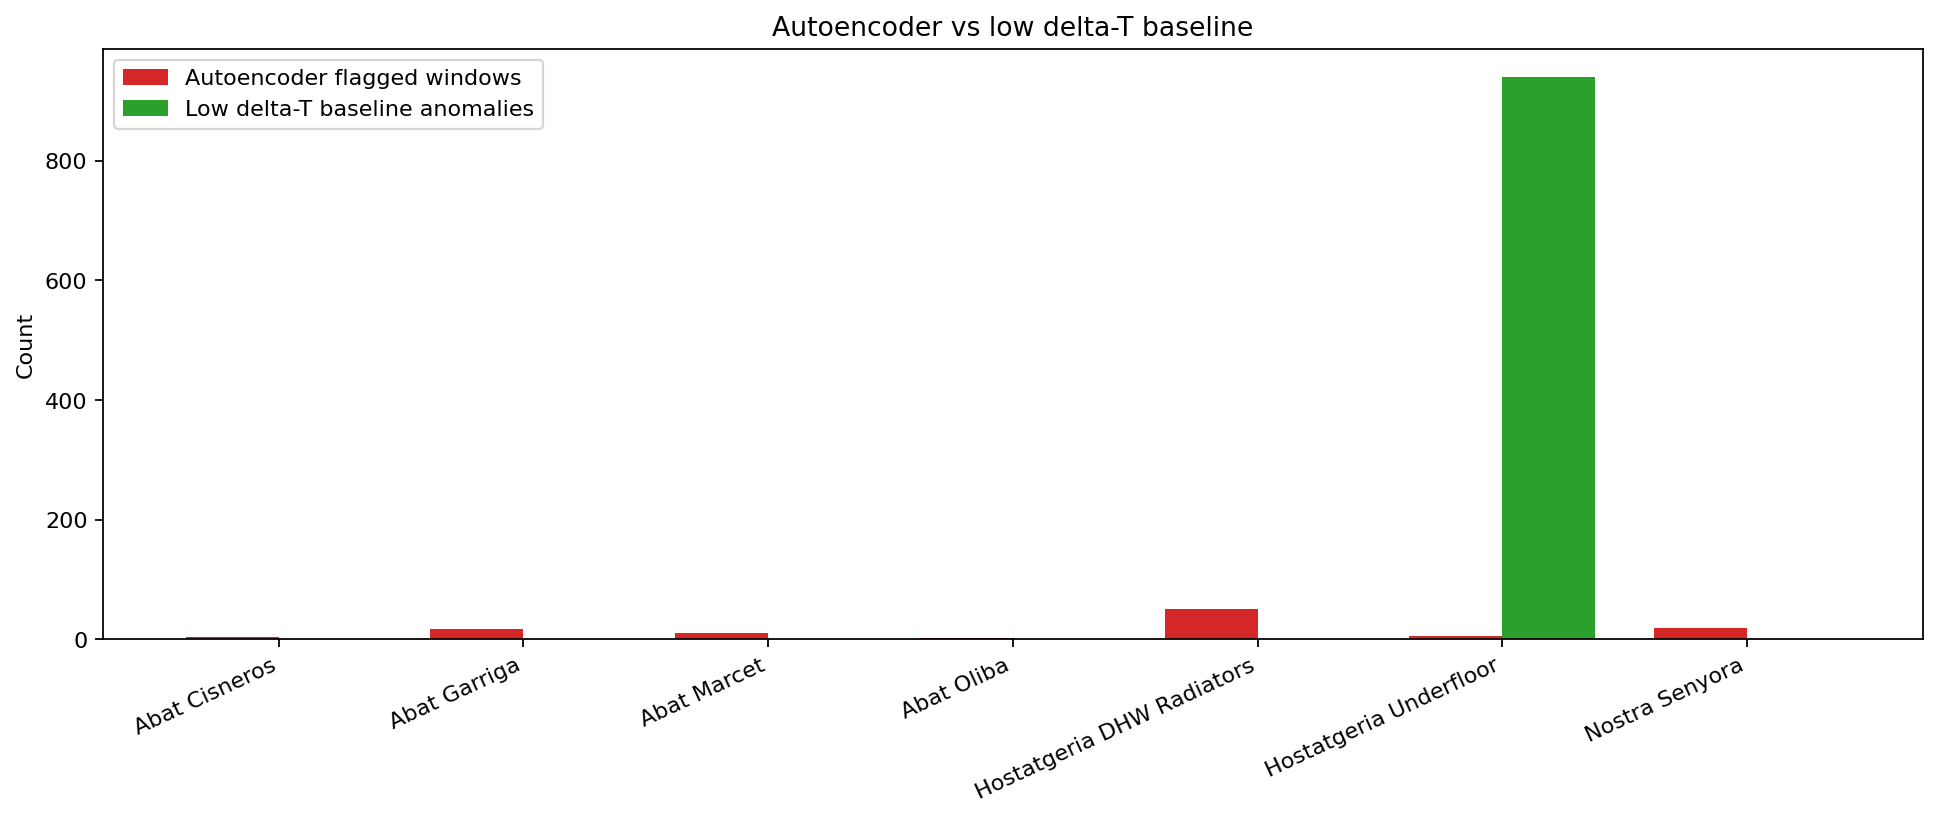 Autoencoder vs low delta-T baseline
Autoencoder flagged windows
Low delta-T baseline anomalies
Count
800
600
400
200
0
Abat Cisneros
Abat Garriga
Abat Marcet
Abat Oliba
Hostatgeria DHW Radiators
Hostatgeria Underfloor
Nostra Senyora